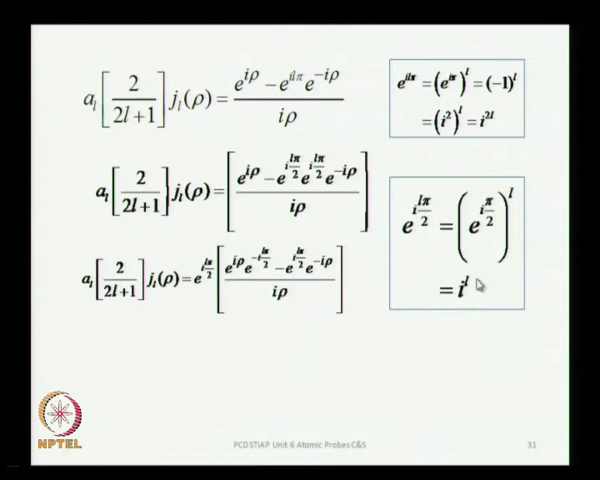 a_l [2/(2l+1)] j_l(ρ) = (e^{iρ} − e^{ilπ} e^{−iρ})/(iρ)
a_l [2/(2l+1)] j_l(ρ) = [(e^{iρ} − e^{i lπ/2} e^{i lπ/2} e^{−iρ})/(iρ)]
a_l [2/(2l+1)] j_l(ρ) = e^{i lπ/2} [(e^{iρ} e^{−i lπ/2} − e^{i lπ/2} e^{−iρ})/(iρ)]
e^{ilπ} = (e^{iπ})^l = (−1)^l
= (i^2)^l = i^{2l}
e^{i lπ/2} = (e^{i π/2})^l
= i^l
NPTEL
PCD STiAP Unit 6 Atomic Probes C&S
31